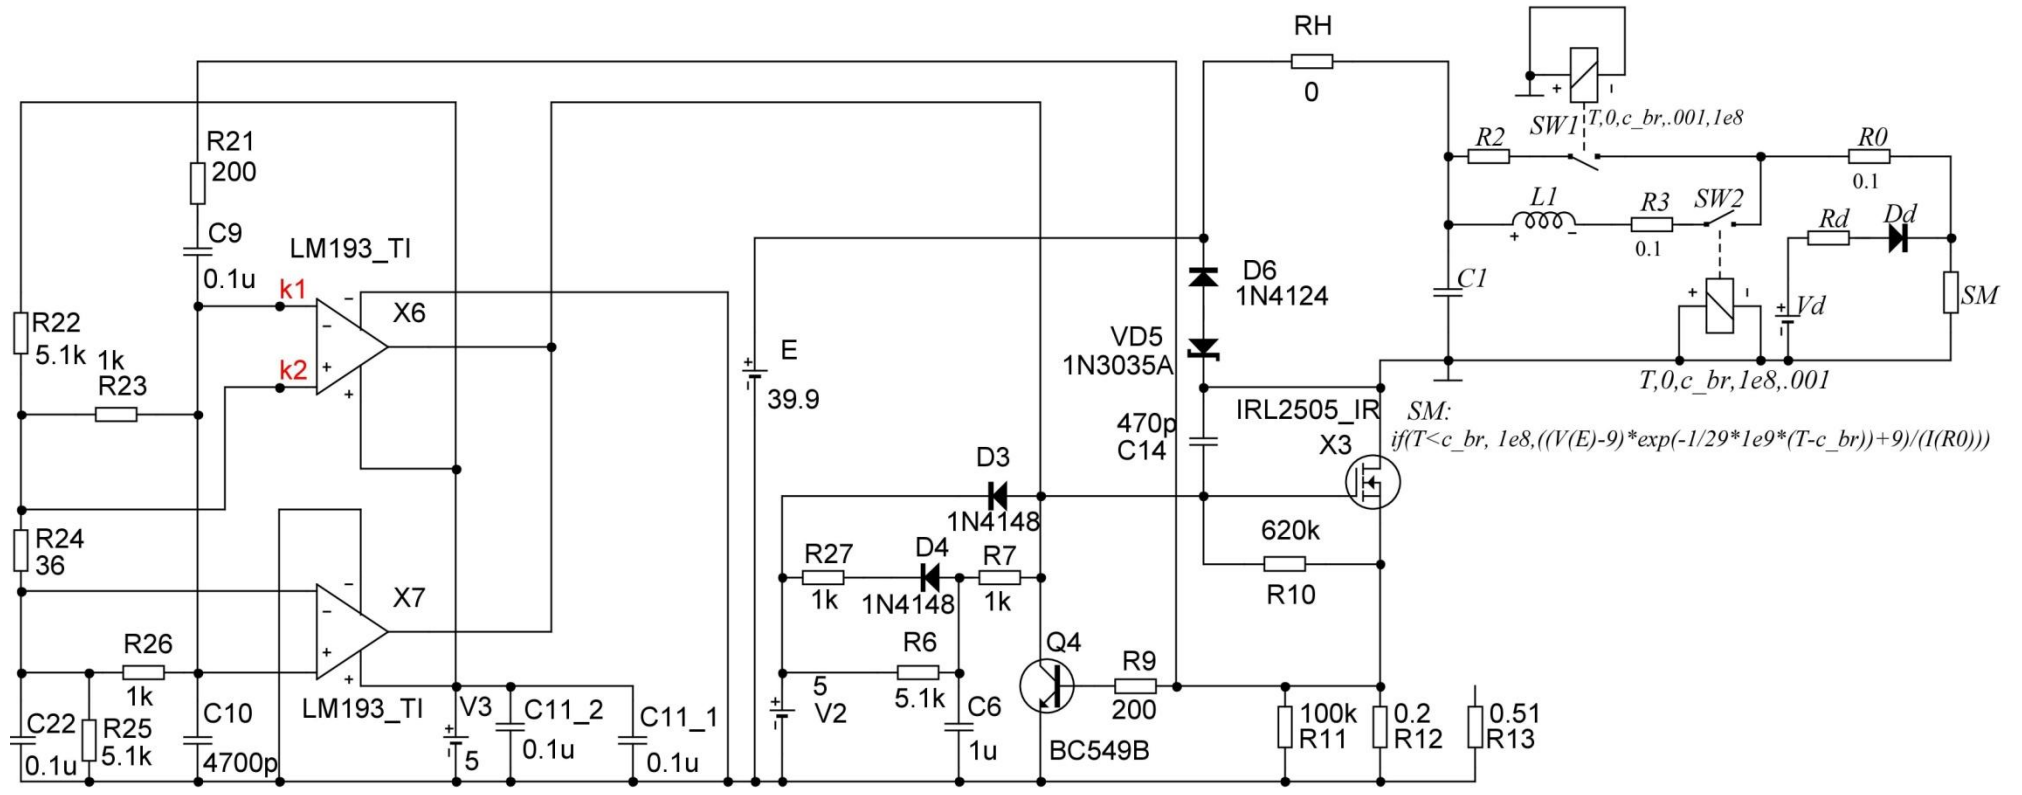 RH
0
SW1
T,0,c_br,.001,1e8
R2
R0
0.1
R21
200
C9
0.1u
LM193_TI
k1
X6
k2
R22
5.1k
1k
R23
L1
R3
0.1
SW2
Rd
Dd
C1
Vd
SM
E
39.9
D6
1N4124
VD5
1N3035A
T,0,c_br,1e8,.001
470p
C14
IRL2505_IR
X3
SM:
if(T<c_br, 1e8,((V(E)-9)*exp(-1/29*1e9*(T-c_br))+9)/(I(R0)))
D3
1N4148
R24
36
X7
R27
1k
D4
1N4148
R7
1k
620k
R10
R26
1k
LM193_TI
R6
5.1k
Q4
BC549B
R9
200
C22
0.1u
R25
5.1k
C10
4700p
V3
5
C11_2
0.1u
C11_1
0.1u
5
V2
C6
1u
100k
R11
0.2
R12
0.51
R13